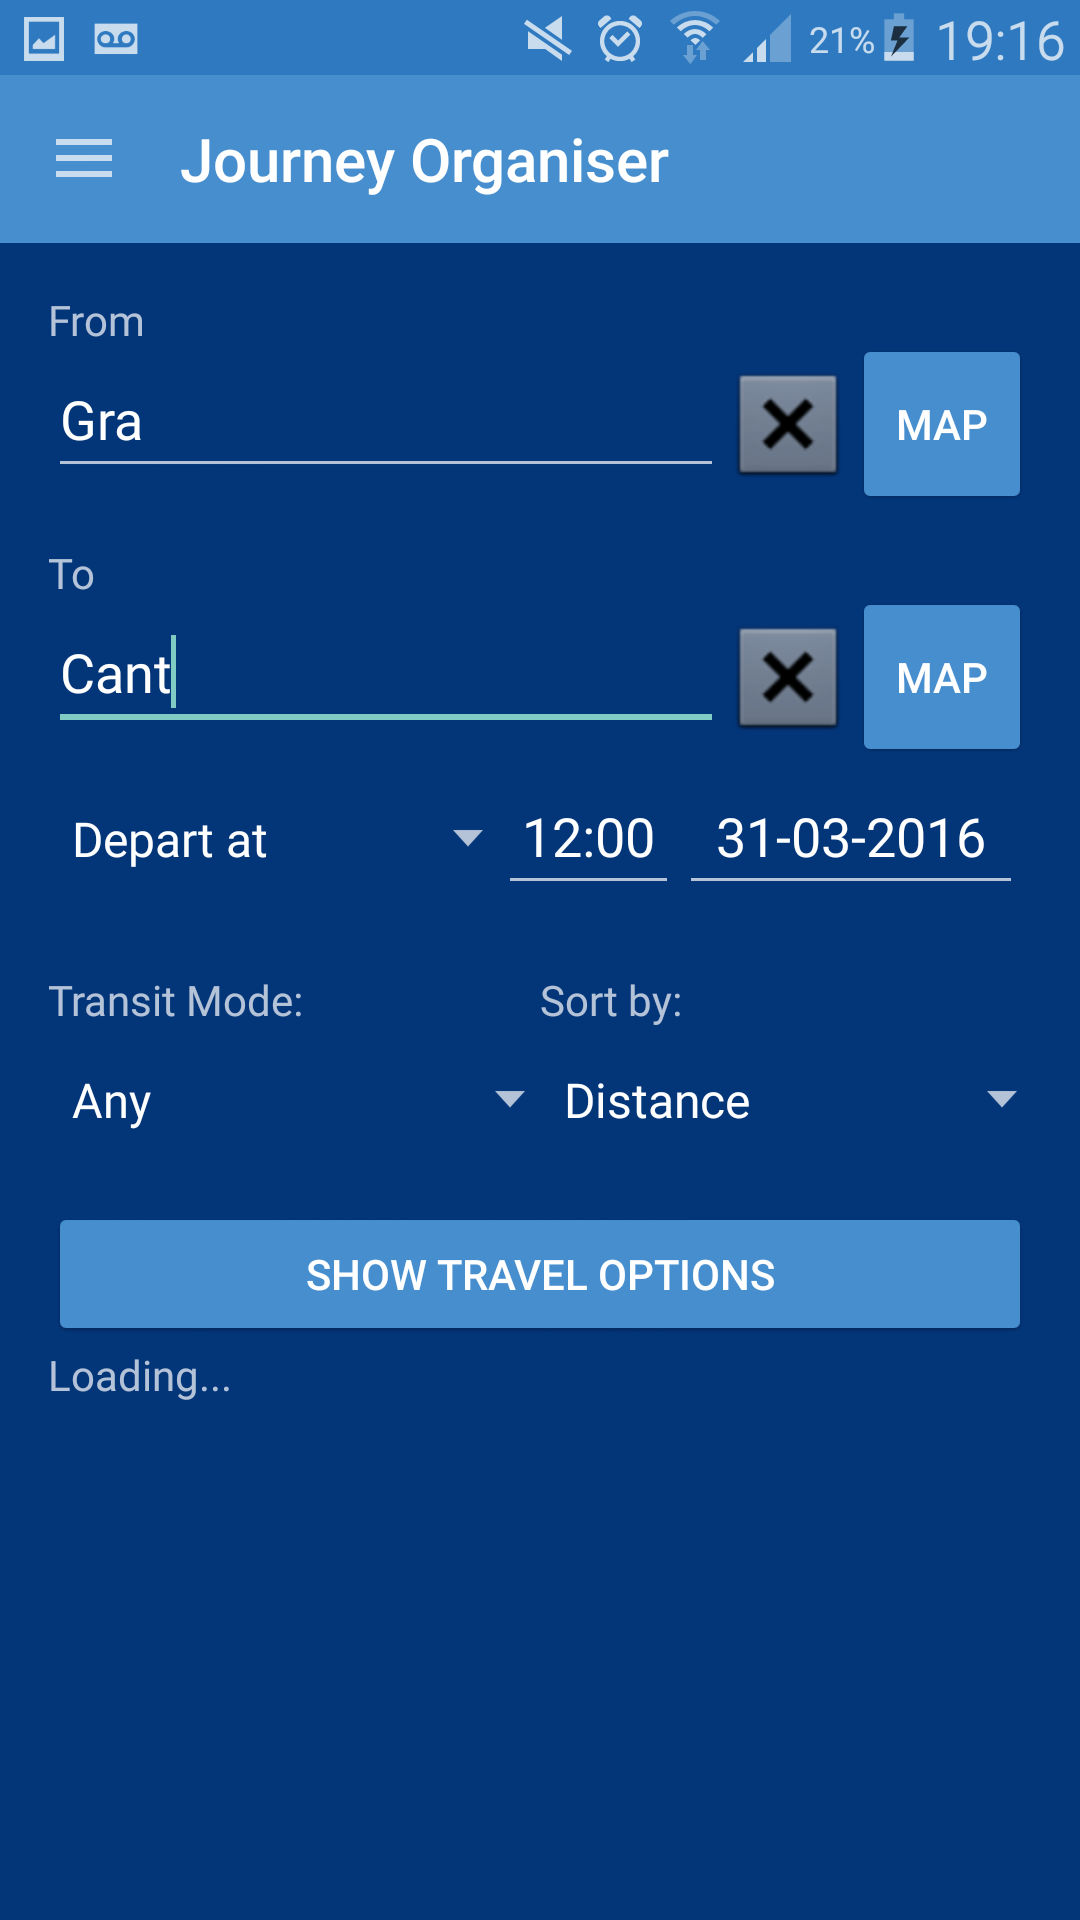 21% 19:16
Journey Organiser
From
Gra
MAP
To
Cant
MAP
Depart at 12:00 31-03-2016
Transit Mode: Sort by:
Any Distance
SHOW TRAVEL OPTIONS
Loading...